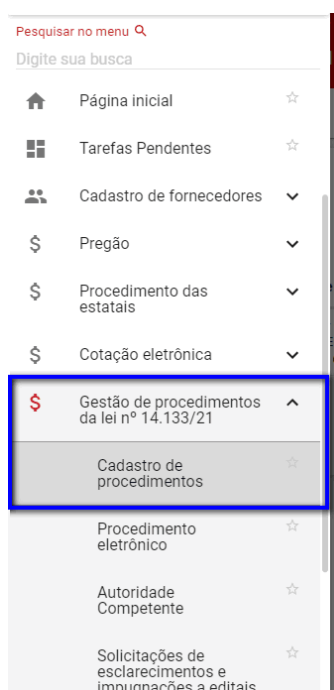 Pesquisar no menu
Digite sua busca
Página inicial
Tarefas Pendentes
Cadastro de fornecedores
$ Pregão
$ Procedimento das
estatais
$ Cotação eletrônica
$ Gestão de procedimentos
da lei nº 14.133/21
Cadastro de
procedimentos
Procedimento
eletrônico
Autoridade
Competente
Solicitações de
esclarecimentos e
impugnações a editais